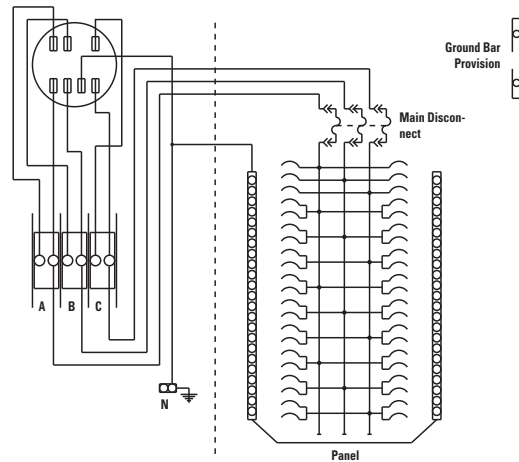 Ground Bar
Provision
Main Discon-
nect
A
B
C
N
Panel